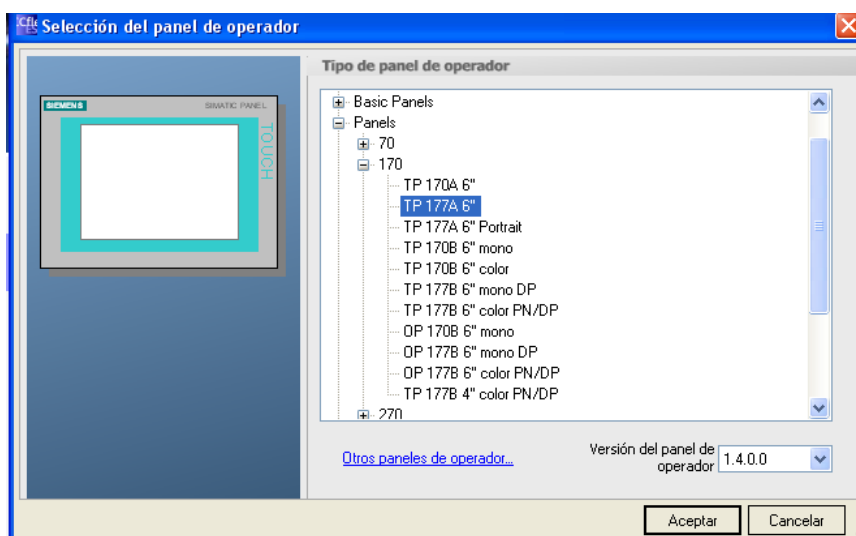 Selección del panel de operador
Tipo de panel de operador
SIEMENS
SIMATIC PANEL
TOUCH
Basic Panels
Panels
70
170
TP 170A 6"
TP 177A 6"
TP 177A 6" Portrait
TP 170B 6" mono
TP 170B 6" color
TP 177B 6" mono DP
TP 177B 6" color PN/DP
OP 170B 6" mono
OP 177B 6" mono DP
OP 177B 6" color PN/DP
TP 177B 4" color PN/DP
270
Otros paneles de operador...
Versión del panel de
operador
1.4.0.0
Aceptar
Cancelar